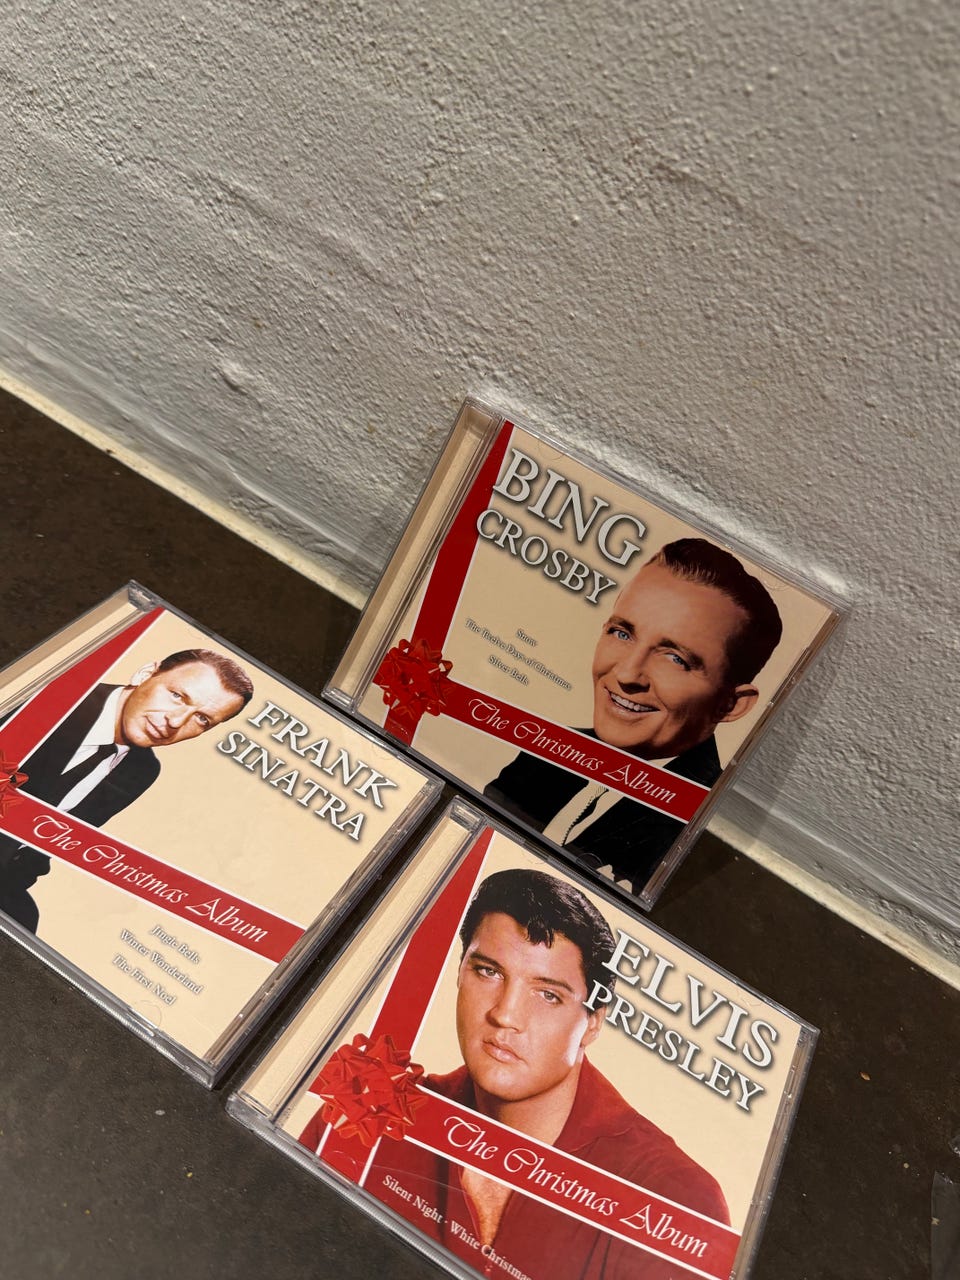 BING
CROSBY
Snow
The Twelve Days of Christmas
Silver Bells
The Christmas Album
FRANK
SINATRA
The Christmas Album
Jingle Bells
Winter Wonderland
The First Noel
ELVIS
PRESLEY
The Christmas Album
Silent Night · White Christmas